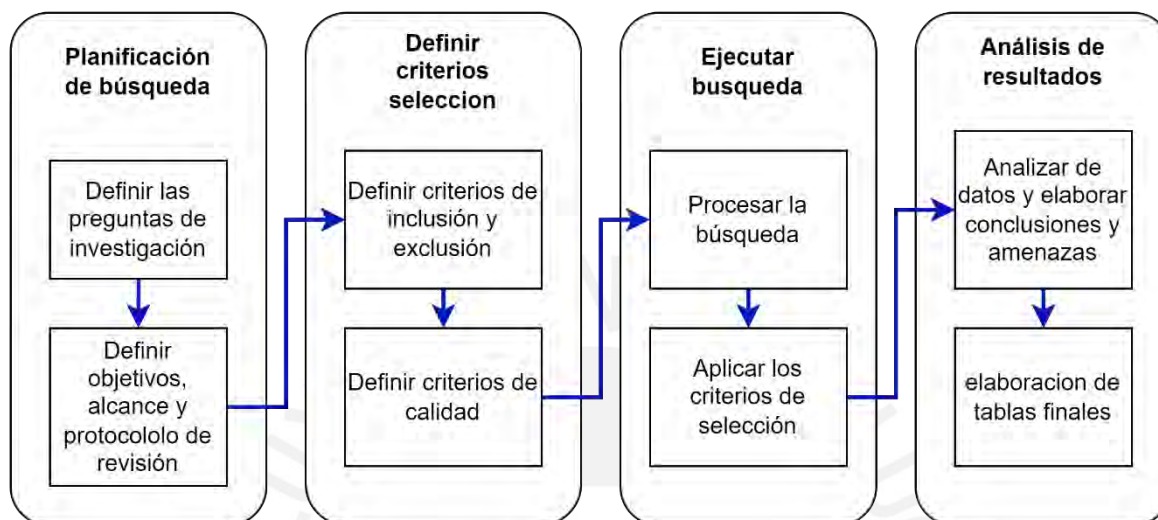 Planificación
de búsqueda
Definir las
preguntas de
investigación
Definir
objetivos,
alcance y
protocololo de
revisión
Definir
criterios
seleccion
Definir criterios de
inclusión y
exclusión
Definir criterios de
calidad
Ejecutar
busqueda
Procesar la
búsqueda
Aplicar los
criterios de
selección
Análisis de
resultados
Analizar de
datos y elaborar
conclusiones y
amenazas
elaboracion de
tablas finales